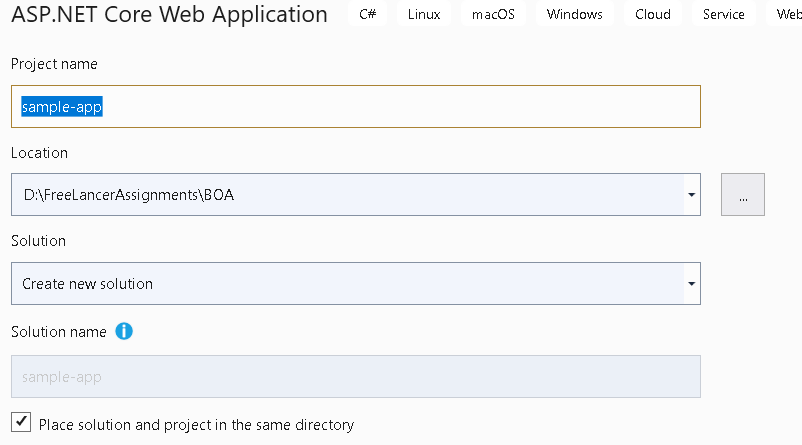 ASP.NET Core Web Application C# Linux macOS Windows Cloud Service Web
Project name
sample-app
Location
D:\FreeLancerAssignments\BOA
...
Solution
Create new solution
Solution name
sample-app
Place solution and project in the same directory